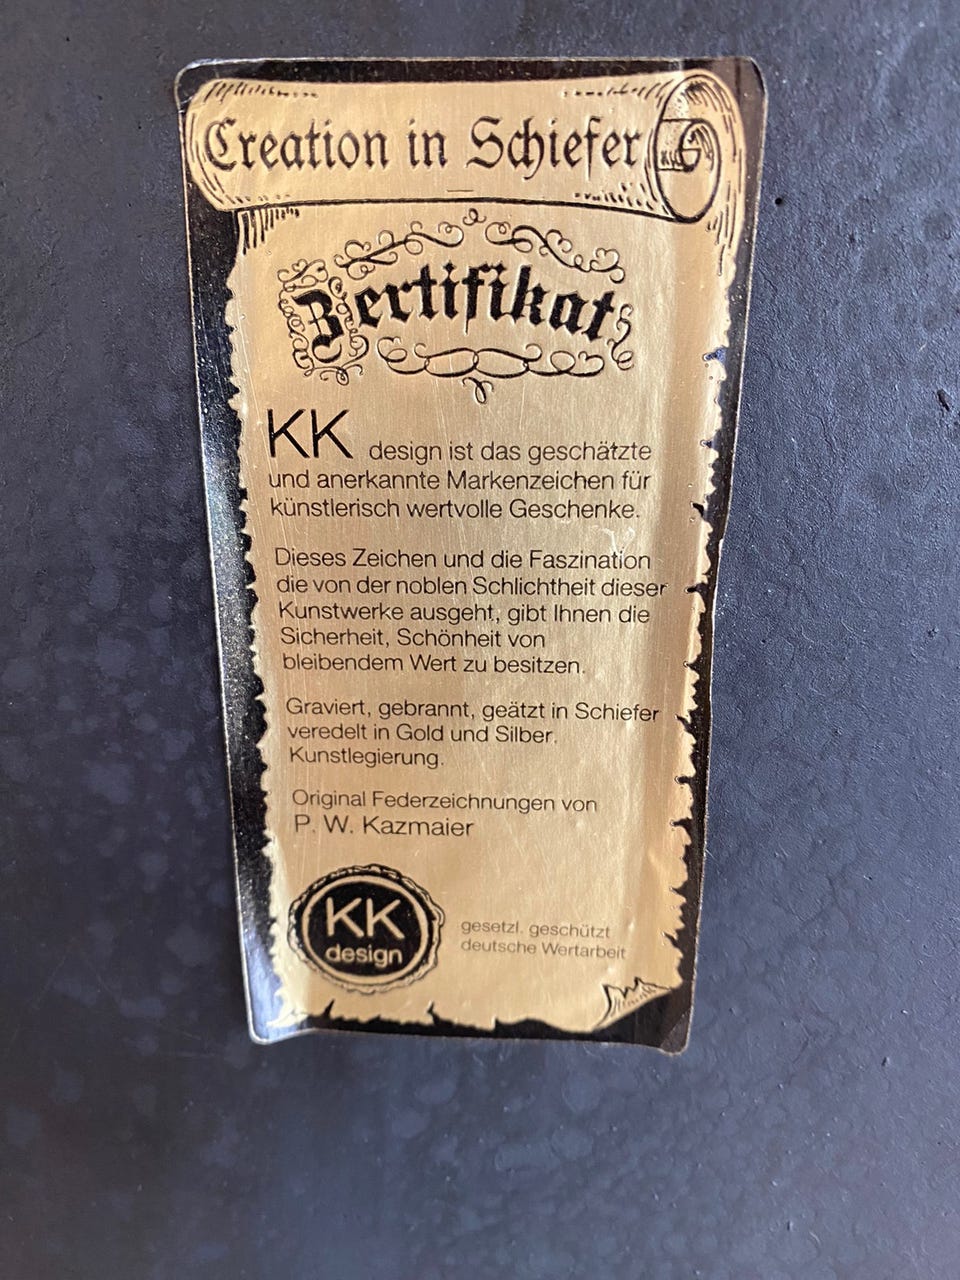 Creation in Schiefer
Zertifikat
KK design ist das geschätzte
und anerkannte Markenzeichen für
künstlerisch wertvolle Geschenke.
Dieses Zeichen und die Faszination
die von der noblen Schlichtheit dieser
Kunstwerke ausgeht, gibt Ihnen die
Sicherheit, Schönheit von
bleibendem Wert zu besitzen.
Graviert, gebrannt, geätzt in Schiefer
veredelt in Gold und Silber.
Kunstlegierung.
Original Federzeichnungen von
P. W. Kazmaier
KK
design
gesetzl. geschützt
deutsche Wertarbeit